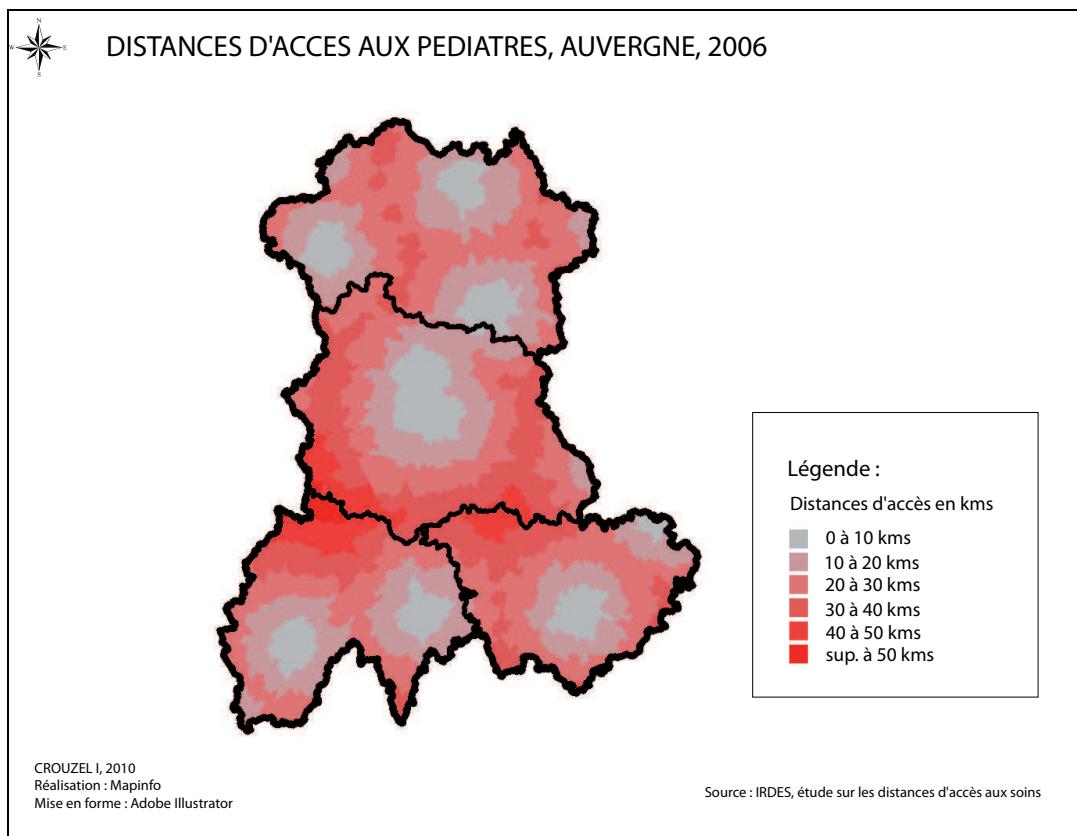 N
W E
S
DISTANCES D'ACCES AUX PEDIATRES, AUVERGNE, 2006
Légende :
Distances d'accès en kms
0 à 10 kms
10 à 20 kms
20 à 30 kms
30 à 40 kms
40 à 50 kms
sup. à 50 kms
CROUZEL I, 2010
Réalisation : Mapinfo
Mise en forme : Adobe Illustrator
Source : IRDES, étude sur les distances d'accès aux soins